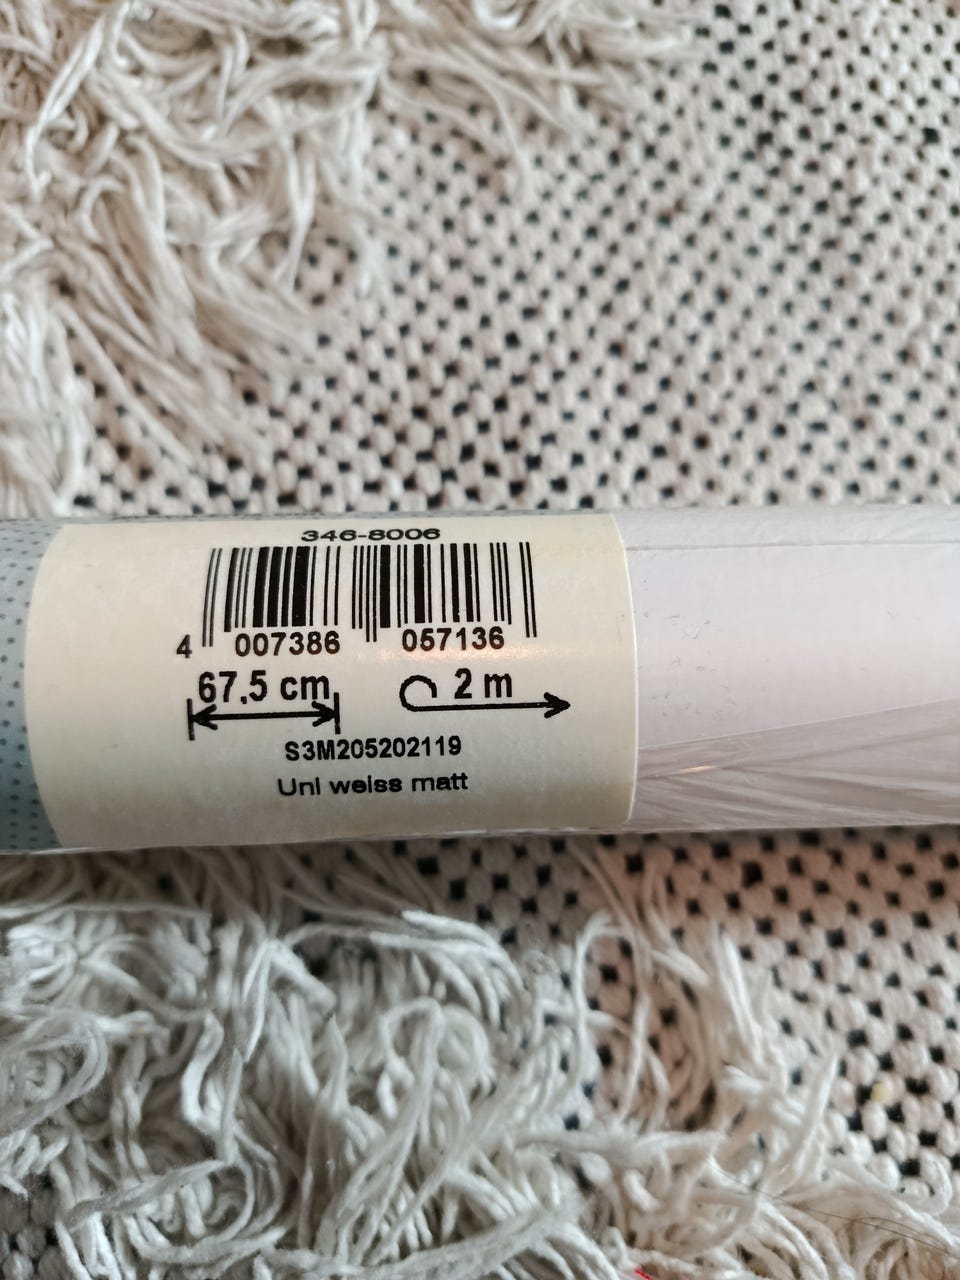 346-8006
4 007386 057136
67,5 cm 2 m
S3M205202119
Uni weiss matt